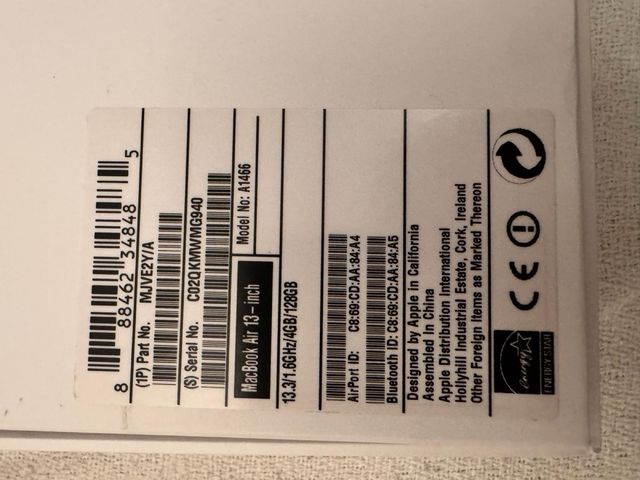 8 88462 34848 5
(1P) Part No. MJVE2Y/A
(S) Serial No. C02QKMWMG940
MacBook Air 13-inch
Model No: A1466
13.3/1.6GHz/4GB/128GB
AirPort ID: C8:69:CD:AA:84:A4
Bluetooth ID: C8:69:CD:AA:84:A5
Designed by Apple in California
Assembled in China
Apple Distribution International
Hollyhill Industrial Estate, Cork, Ireland
Other Foreign Items as Marked Thereon
energy
ENERGY STAR
CE